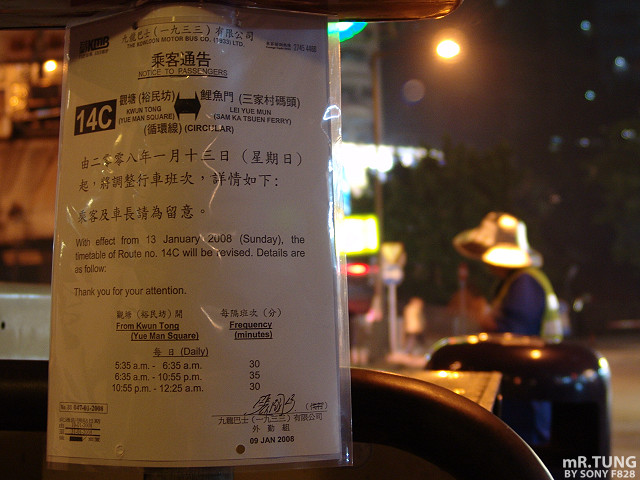 KMB
九龍巴士(一九三三)有限公司
THE KOWLOON MOTOR BUS CO. (1933) LTD.
2745 4466
乘客通告
NOTICE TO PASSENGERS
14C
觀塘 (裕民坊)
鯉魚門 (三家村碼頭)
KWUN TONG
(YUE MAN SQUARE)
LEI YUE MUN
(SAM KA TSUEN FERRY)
(循環線) (CIRCULAR)
由二零零八年一月十三日(星期日)
起,將調整行車班次,詳情如下:
乘客及車長請為留意。
With effect from 13 January 2008 (Sunday), the
timetable of Route no. 14C will be revised. Details are
as follow:
Thank you for your attention.
觀塘(裕民坊)開
每隔班次(分)
From Kwun Tong
(Yue Man Square)
Frequency
(minutes)
每日(Daily)
5:35 a.m. - 6:35 a.m. 30
6:35 a.m. - 10:55 p.m. 35
10:55 p.m. - 12:25 a.m. 30
九龍巴士(一九三三)有限公司
外勤組
09 JAN 2008
mR.TUNG
BY SONY F828